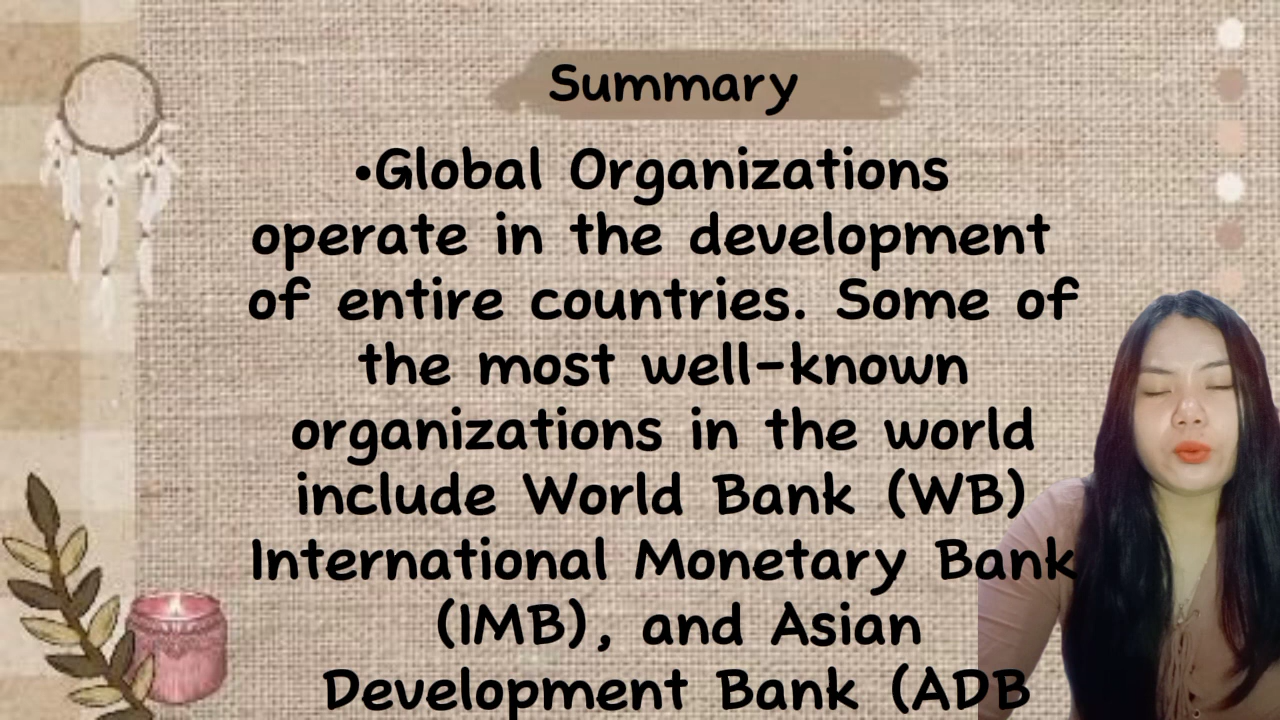 Summary
•Global Organizations
operate in the development
of entire countries. Some of
the most well-known
organizations in the world
include World Bank (WB)
International Monetary Bank
(IMB), and Asian
Development Bank (ADB